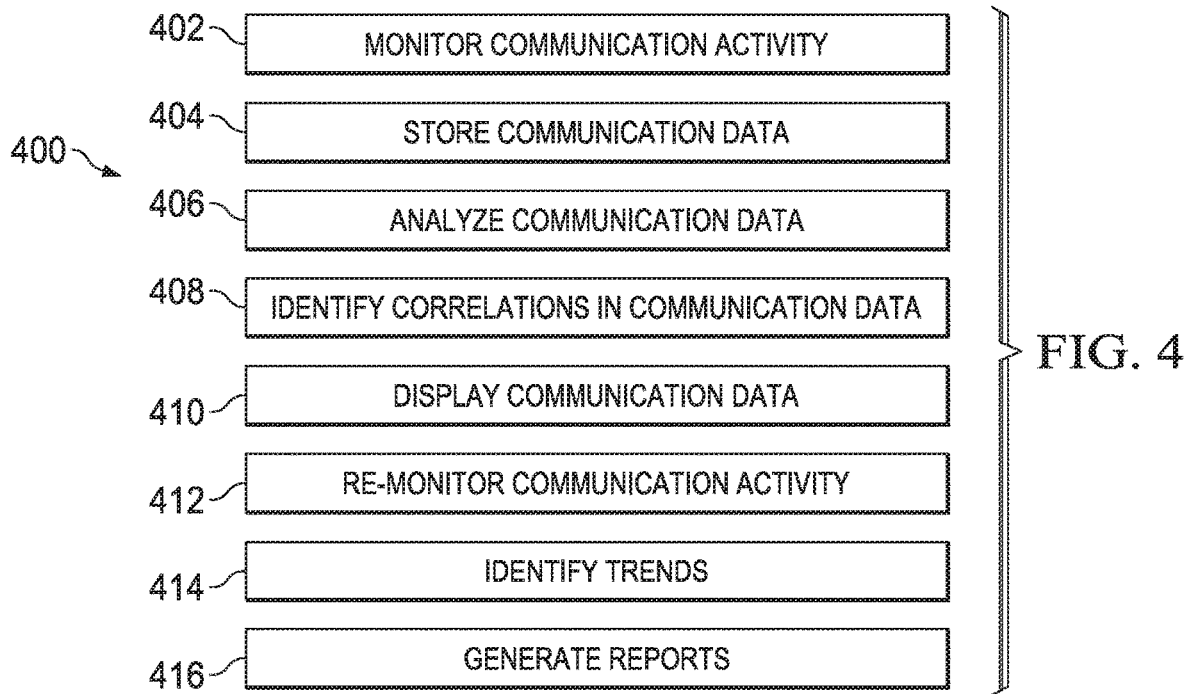 402 MONITOR COMMUNICATION ACTIVITY
404 STORE COMMUNICATION DATA
400
406 ANALYZE COMMUNICATION DATA
408 IDENTIFY CORRELATIONS IN COMMUNICATION DATA
FIG. 4
410 DISPLAY COMMUNICATION DATA
412 RE-MONITOR COMMUNICATION ACTIVITY
414 IDENTIFY TRENDS
416 GENERATE REPORTS